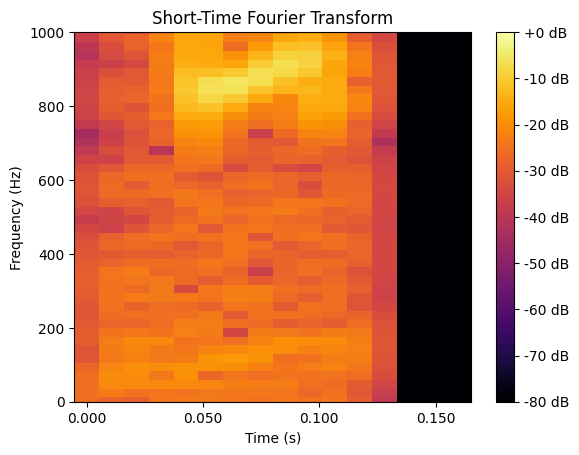 Short-Time Fourier Transform
1000
800
600
400
200
0
Frequency (Hz)
0.000
0.050
0.100
0.150
Time (s)
+0 dB
-10 dB
-20 dB
-30 dB
-40 dB
-50 dB
-60 dB
-70 dB
-80 dB